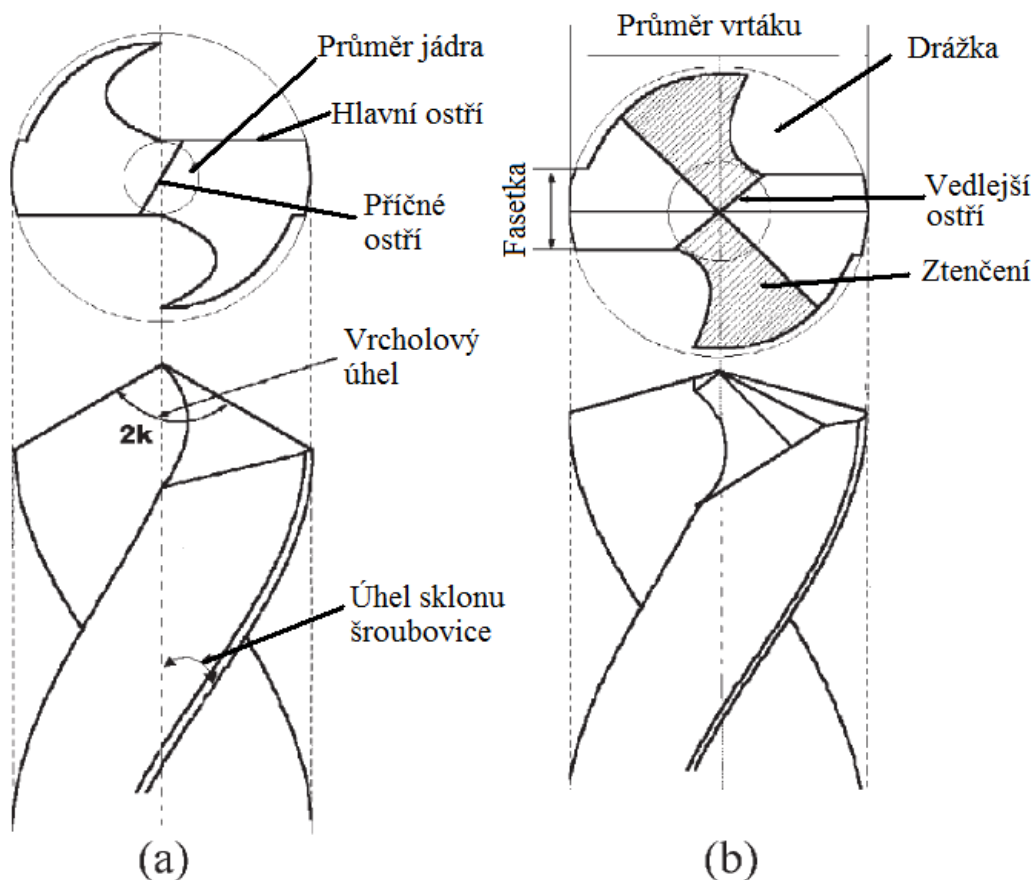 Průměr jádra
Hlavní ostří
Příčné
ostří
Vrcholový
úhel
2k
Úhel sklonu
šroubovice
(a)
Průměr vrtáku
Drážka
Fasetka
Vedlejší
ostří
Ztenčení
(b)